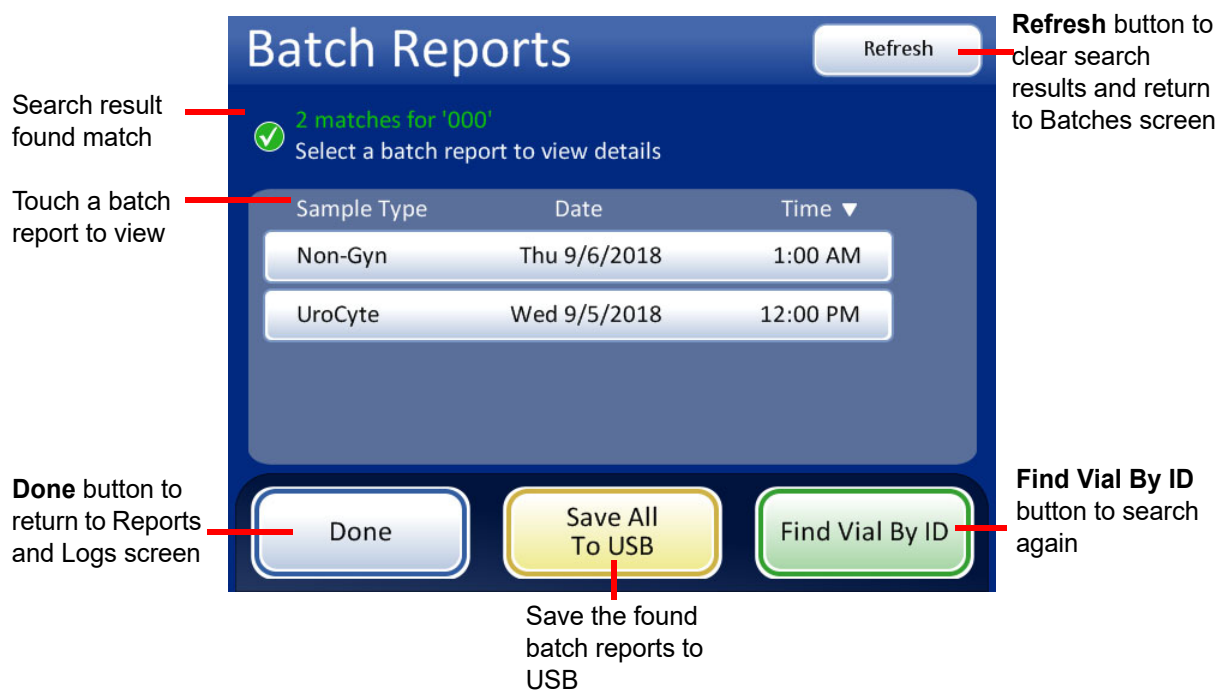 Batch Reports
Refresh
Refresh button to
clear search
results and return
to Batches screen
Search result
found match
2 matches for '000'
Select a batch report to view details
Touch a batch
report to view
Sample Type Date Time ▼
Non-Gyn Thu 9/6/2018 1:00 AM
UroCyte Wed 9/5/2018 12:00 PM
Done button to
return to Reports
and Logs screen
Done
Save All
To USB
Find Vial By ID
Find Vial By ID
button to search
again
Save the found
batch reports to
USB